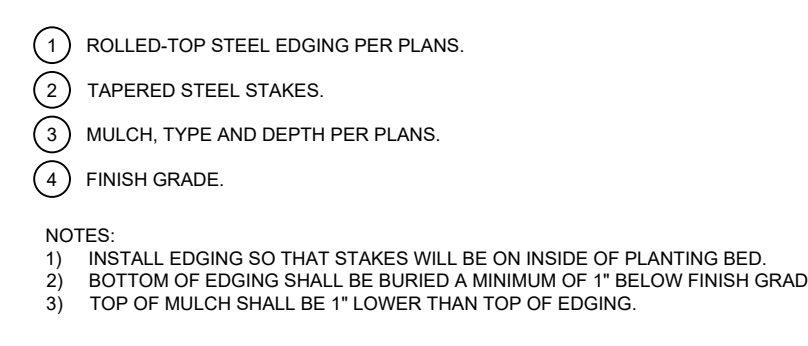 1 ROLLED-TOP STEEL EDGING PER PLANS.
2 TAPERED STEEL STAKES.
3 MULCH, TYPE AND DEPTH PER PLANS.
4 FINISH GRADE.
NOTES:
1) INSTALL EDGING SO THAT STAKES WILL BE ON INSIDE OF PLANTING BED.
2) BOTTOM OF EDGING SHALL BE BURIED A MINIMUM OF 1" BELOW FINISH GRAD
3) TOP OF MULCH SHALL BE 1" LOWER THAN TOP OF EDGING.